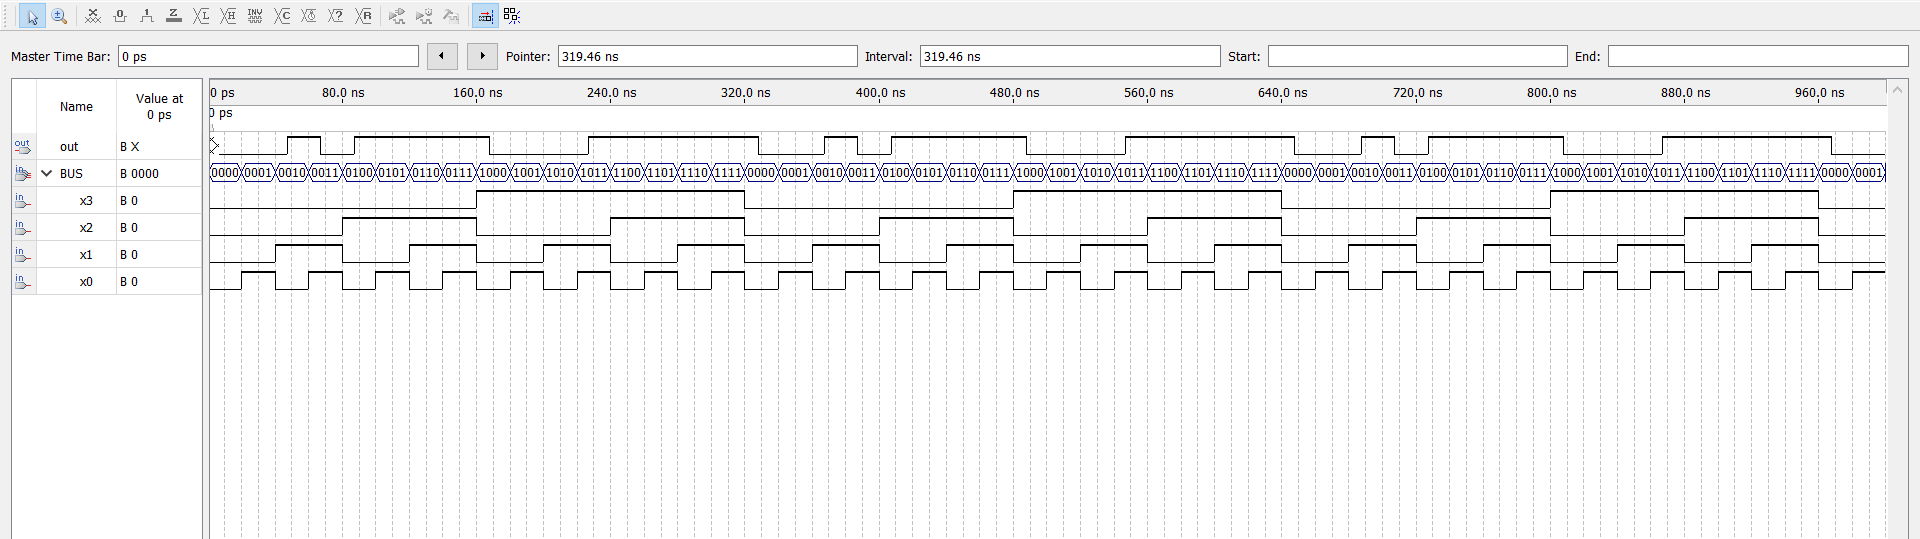 Master Time Bar: 0 ps Pointer: 319.46 ns Interval: 319.46 ns Start: End:
Name Value at 0 ps
0 ps 80.0 ns 160.0 ns 240.0 ns 320.0 ns 400.0 ns 480.0 ns 560.0 ns 640.0 ns 720.0 ns 800.0 ns 880.0 ns 960.0 ns
0 ps
out out B X
in BUS B 0000 0000 0001 0010 0011 0100 0101 0110 0111 1000 1001 1010 1011 1100 1101 1110 1111 0000 0001 0010 0011 0100 0101 0110 0111 1000 1001 1010 1011 1100 1101 1110 1111 0000 0001 0010 0011 0100 0101 0110 0111 1000 1001 1010 1011 1100 1101 1110 1111 0000 0001
in x3 B 0
in x2 B 0
in x1 B 0
in x0 B 0